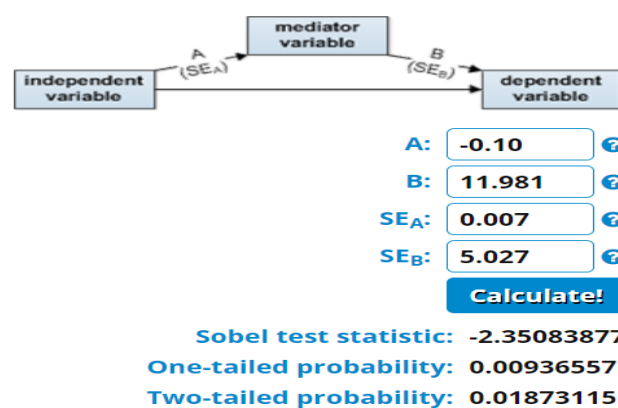 mediator
variable
A
(SEA)
B
(SEB)
independent
variable
dependent
variable
A: -0.10 ?
B: 11.981 ?
SEA: 0.007 ?
SEB: 5.027 ?
Calculate!
Sobel test statistic: -2.35083877
One-tailed probability: 0.00936557
Two-tailed probability: 0.01873115